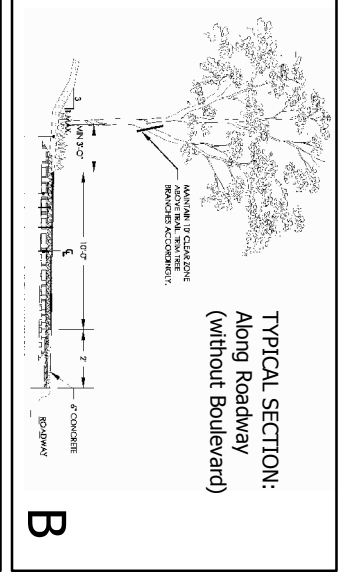 TYPICAL SECTION:
Along Roadway
(without Boulevard)
MAINTAIN 10' CLEAR ZONE
ABOVE TRAIL. TRIM TREE
BRANCHES ACCORDINGLY.
3
MAX.
MIN 3'-0"
10'-0"
2'
6" CONCRETE
ROADWAY
B